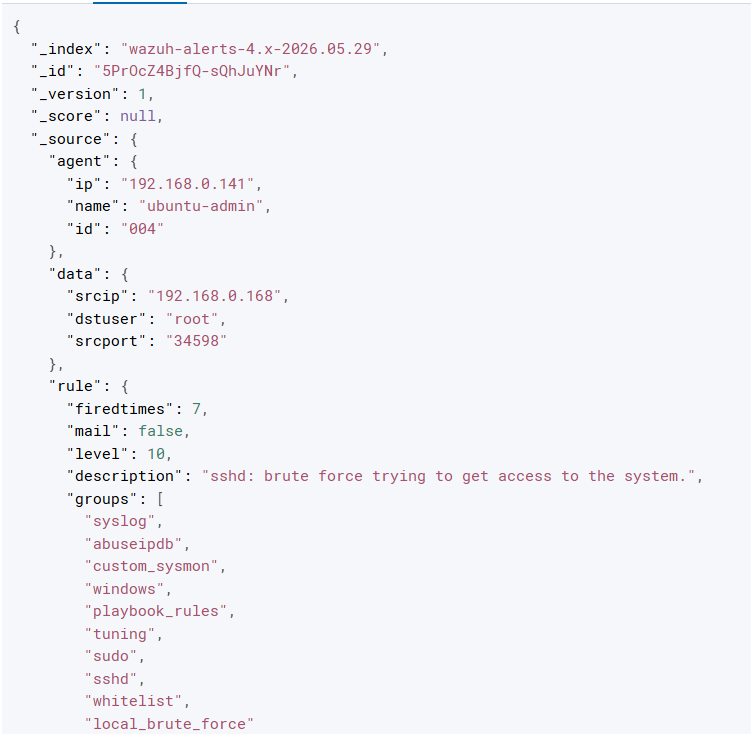 {
"_index": "wazuh-alerts-4.x-2026.05.29",
"_id": "5PrOcZ4BjfQ-sQhJuYNr",
"_version": 1,
"_score": null,
"_source": {
"agent": {
"ip": "192.168.0.141",
"name": "ubuntu-admin",
"id": "004"
},
"data": {
"srcip": "192.168.0.168",
"dstuser": "root",
"srcport": "34598"
},
"rule": {
"firedtimes": 7,
"mail": false,
"level": 10,
"description": "sshd: brute force trying to get access to the system.",
"groups": [
"syslog",
"abuseipdb",
"custom_sysmon",
"windows",
"playbook_rules",
"tuning",
"sudo",
"sshd",
"whitelist",
"local_brute_force"